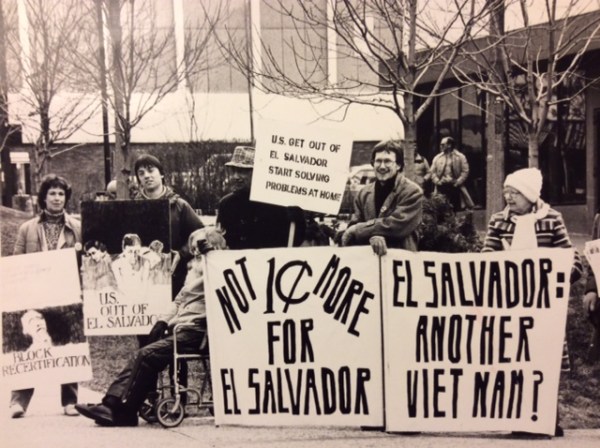 U.S. GET OUT OF
EL SALVADOR
START SOLVING
PROBLEMS AT HOME
U.S.
OUT OF
EL SALVADO
BLOCK
RECERTIFICATION
NOT 1¢ MORE
FOR
EL SALVADOR
EL SALVADOR:
ANOTHER
VIET NAM?